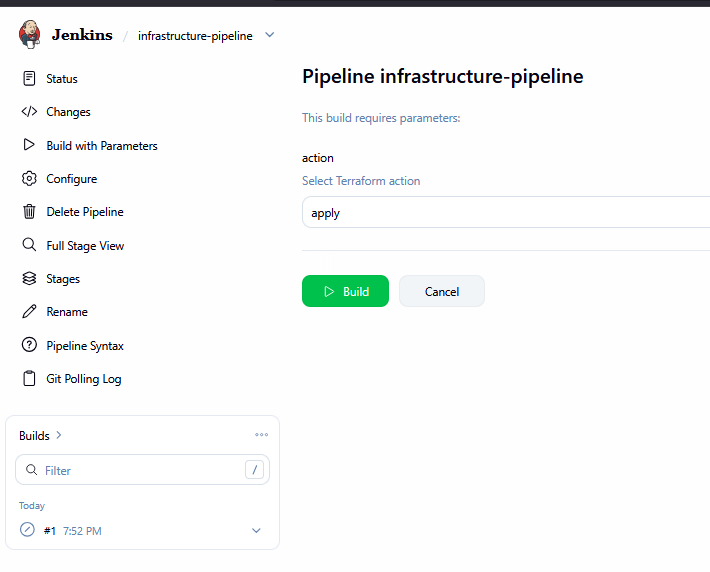 Jenkins / infrastructure-pipeline
Status
Changes
Build with Parameters
Configure
Delete Pipeline
Full Stage View
Stages
Rename
Pipeline Syntax
Git Polling Log
Builds
Filter /
Today
#1 7:52 PM
Pipeline infrastructure-pipeline
This build requires parameters:
action
Select Terraform action
apply
Build Cancel